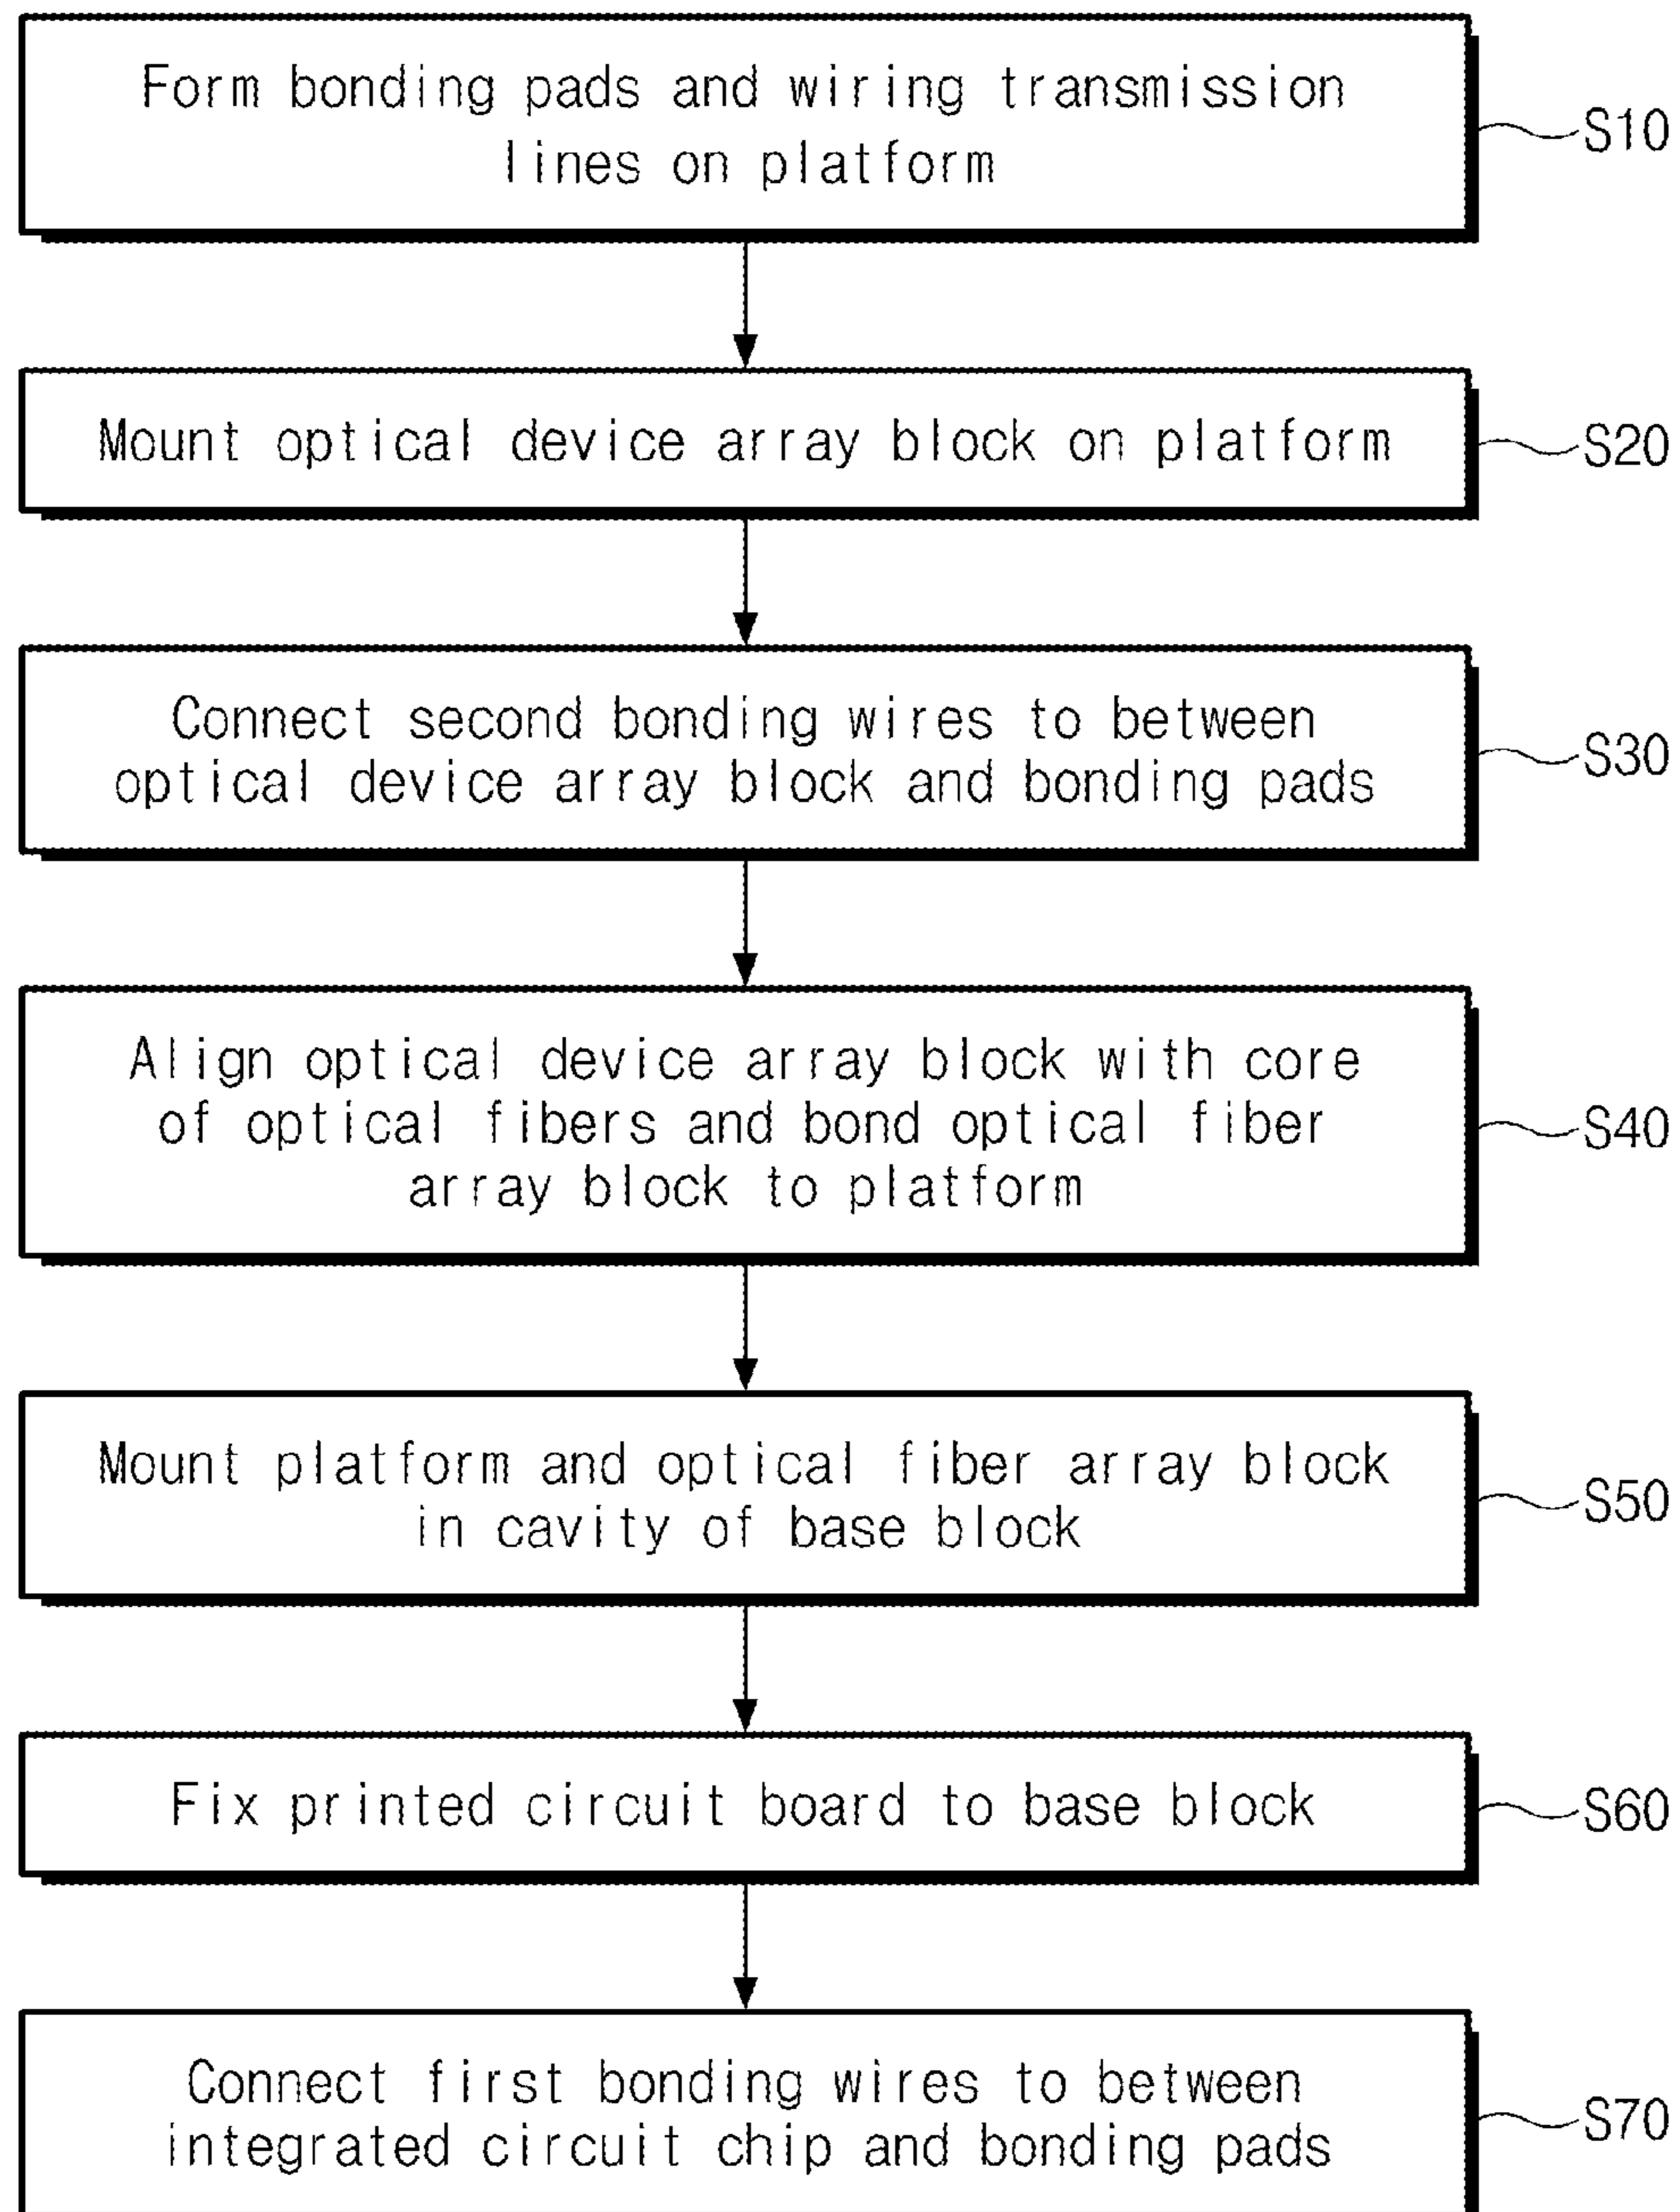 Form bonding pads and wiring transmission
lines on platform
S10
Mount optical device array block on platform
S20
Connect second bonding wires to between
optical device array block and bonding pads
S30
Align optical device array block with core
of optical fibers and bond optical fiber
array block to platform
S40
Mount platform and optical fiber array block
in cavity of base block
S50
Fix printed circuit board to base block
S60
Connect first bonding wires to between
integrated circuit chip and bonding pads
S70